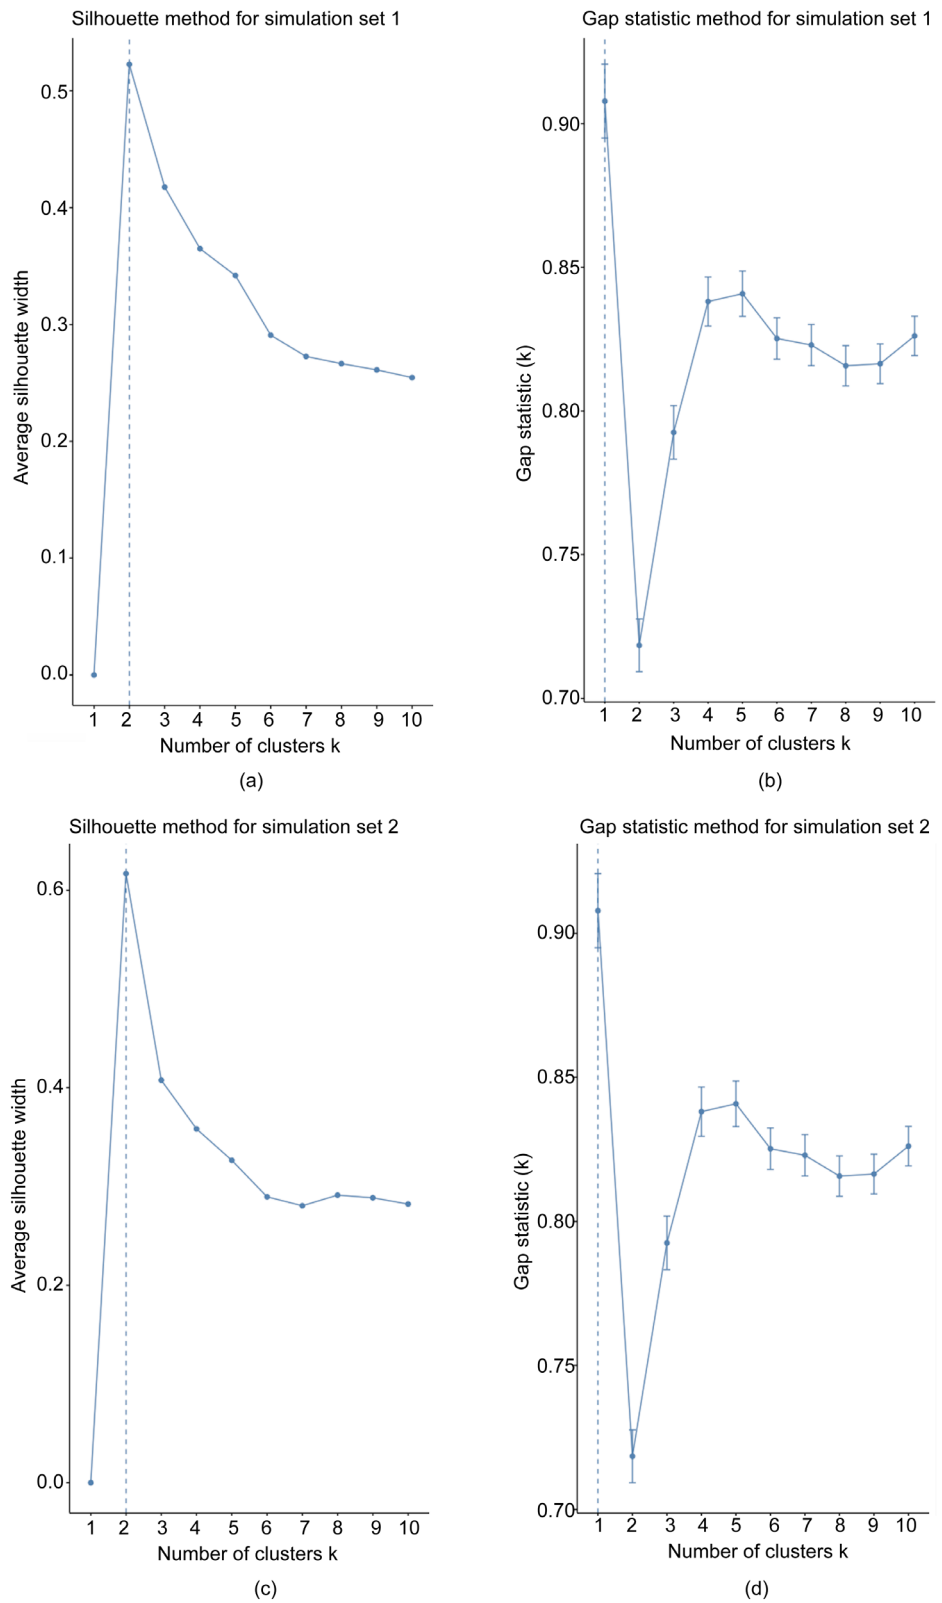 Silhouette method for simulation set 1
0.5
0.4
0.3
0.2
0.1
0.0
Average silhouette width
1 2 3 4 5 6 7 8 9 10
Number of clusters k
(a)
Gap statistic method for simulation set 1
0.90
0.85
0.80
0.75
0.70
Gap statistic (k)
1 2 3 4 5 6 7 8 9 10
Number of clusters k
(b)
Silhouette method for simulation set 2
0.6
0.4
0.2
0.0
Average silhouette width
1 2 3 4 5 6 7 8 9 10
Number of clusters k
(c)
Gap statistic method for simulation set 2
0.90
0.85
0.80
0.75
0.70
Gap statistic (k)
1 2 3 4 5 6 7 8 9 10
Number of clusters k
(d)